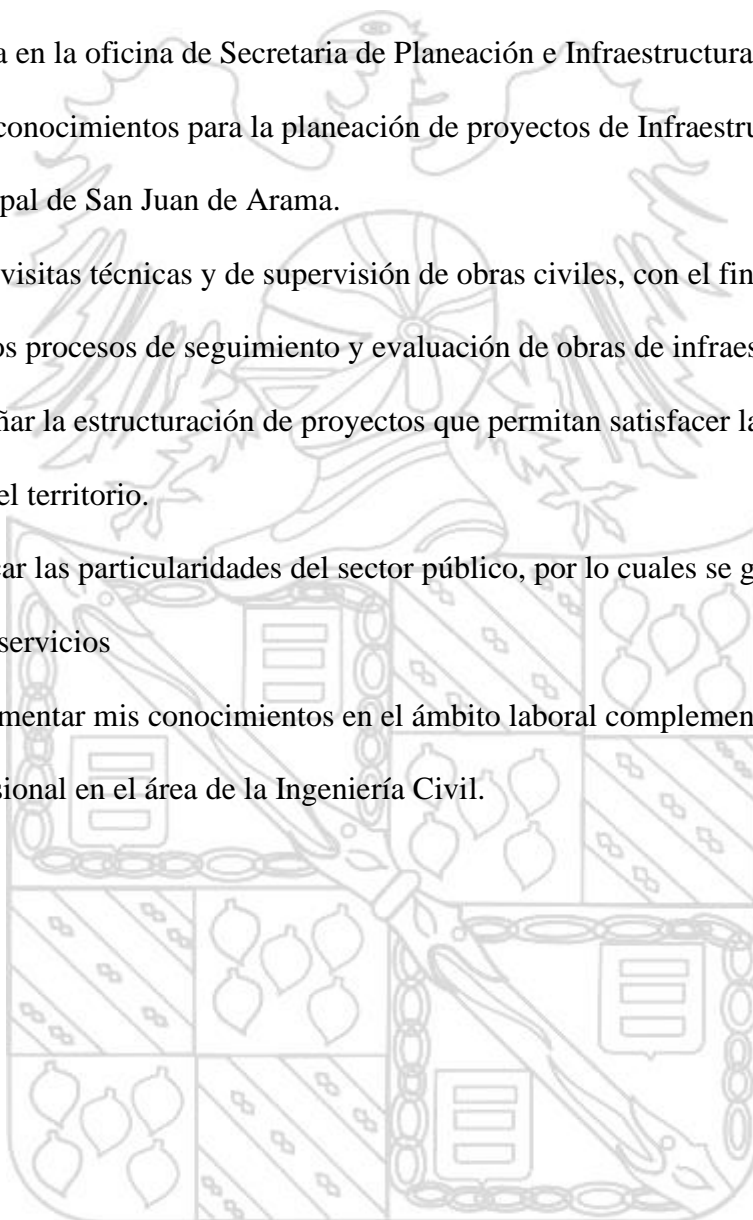 a en la oficina de Secretaria de Planeación e Infraestructura
conocimientos para la planeación de proyectos de Infraestru
pal de San Juan de Arama.
visitas técnicas y de supervisión de obras civiles, con el fin
os procesos de seguimiento y evaluación de obras de infraes
ñar la estructuración de proyectos que permitan satisfacer la
el territorio.
ar las particularidades del sector público, por lo cuales se g
servicios
mentar mis conocimientos en el ámbito laboral complemen
sional en el área de la Ingeniería Civil.